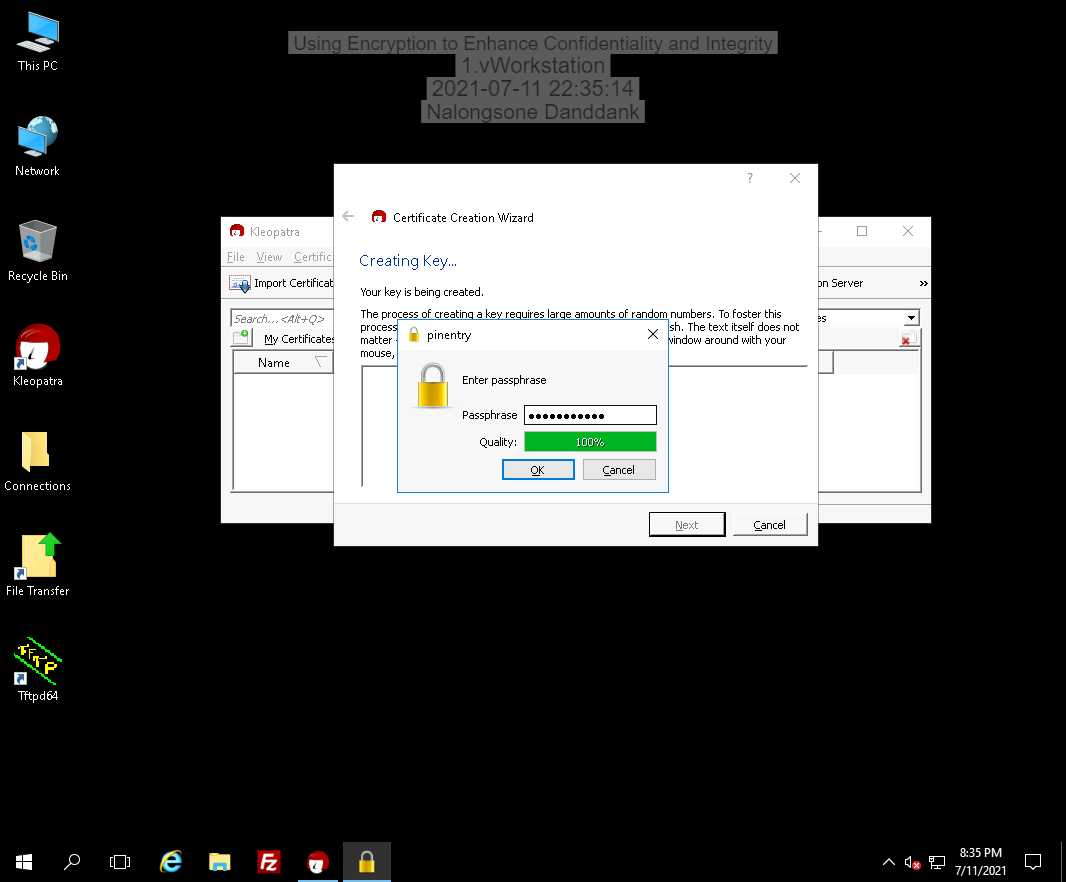 Using Encryption to Enhance Confidentiality and Integrity
1.vWorkstation
2021-07-11 22:35:14
Nalongsone Danddank
This PC
Network
Recycle Bin
Kleopatra
Connections
File Transfer
Tftpd64
Kleopatra
File View Certific
Import Certificat
on Server »
Search...<Alt+Q>
es
My Certificates
Name
?
Certificate Creation Wizard
Creating Key...
Your key is being created.
The process of creating a key requires large amounts of random numbers. To foster this
proces
sh. The text itself does not
matter
window around with your
mouse,
pinentry
Enter passphrase
Passphrase ●●●●●●●●●●●
Quality: 100%
OK Cancel
Next Cancel
8:35 PM
7/11/2021